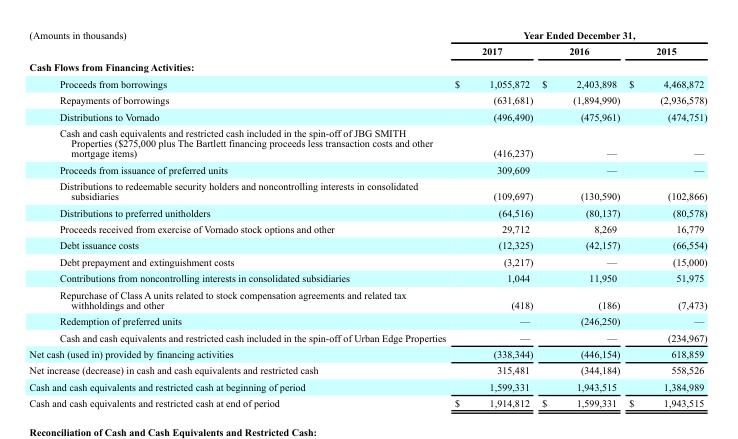 (Amounts in thousands) Year Ended December 31,
2017 2016 2015
Cash Flows from Financing Activities:
Proceeds from borrowings $ 1,055,872 $ 2,403,898 $ 4,468,872
Repayments of borrowings (631,681) (1,894,990) (2,936,578)
Distributions to Vornado (496,490) (475,961) (474,751)
Cash and cash equivalents and restricted cash included in the spin-off of JBG SMITH
Properties ($275,000 plus The Bartlett financing proceeds less transaction costs and other
mortgage items) (416,237) — —
Proceeds from issuance of preferred units 309,609 — —
Distributions to redeemable security holders and noncontrolling interests in consolidated
subsidiaries (109,697) (130,590) (102,866)
Distributions to preferred unitholders (64,516) (80,137) (80,578)
Proceeds received from exercise of Vornado stock options and other 29,712 8,269 16,779
Debt issuance costs (12,325) (42,157) (66,554)
Debt prepayment and extinguishment costs (3,217) — (15,000)
Contributions from noncontrolling interests in consolidated subsidiaries 1,044 11,950 51,975
Repurchase of Class A units related to stock compensation agreements and related tax
withholdings and other (418) (186) (7,473)
Redemption of preferred units — (246,250) —
Cash and cash equivalents and restricted cash included in the spin-off of Urban Edge Properties — — (234,967)
Net cash (used in) provided by financing activities (338,344) (446,154) 618,859
Net increase (decrease) in cash and cash equivalents and restricted cash 315,481 (344,184) 558,526
Cash and cash equivalents and restricted cash at beginning of period 1,599,331 1,943,515 1,384,989
Cash and cash equivalents and restricted cash at end of period $ 1,914,812 $ 1,599,331 $ 1,943,515
Reconciliation of Cash and Cash Equivalents and Restricted Cash: